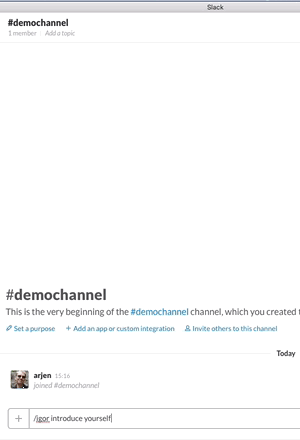 Slack
#demochannel
1 member | Add a topic
#demochannel
This is the very beginning of the #demochannel channel, which you created t
Set a purpose + Add an app or custom integration Invite others to this channel
Today
arjen 15:16
joined #demochannel
/igor introduce yourself